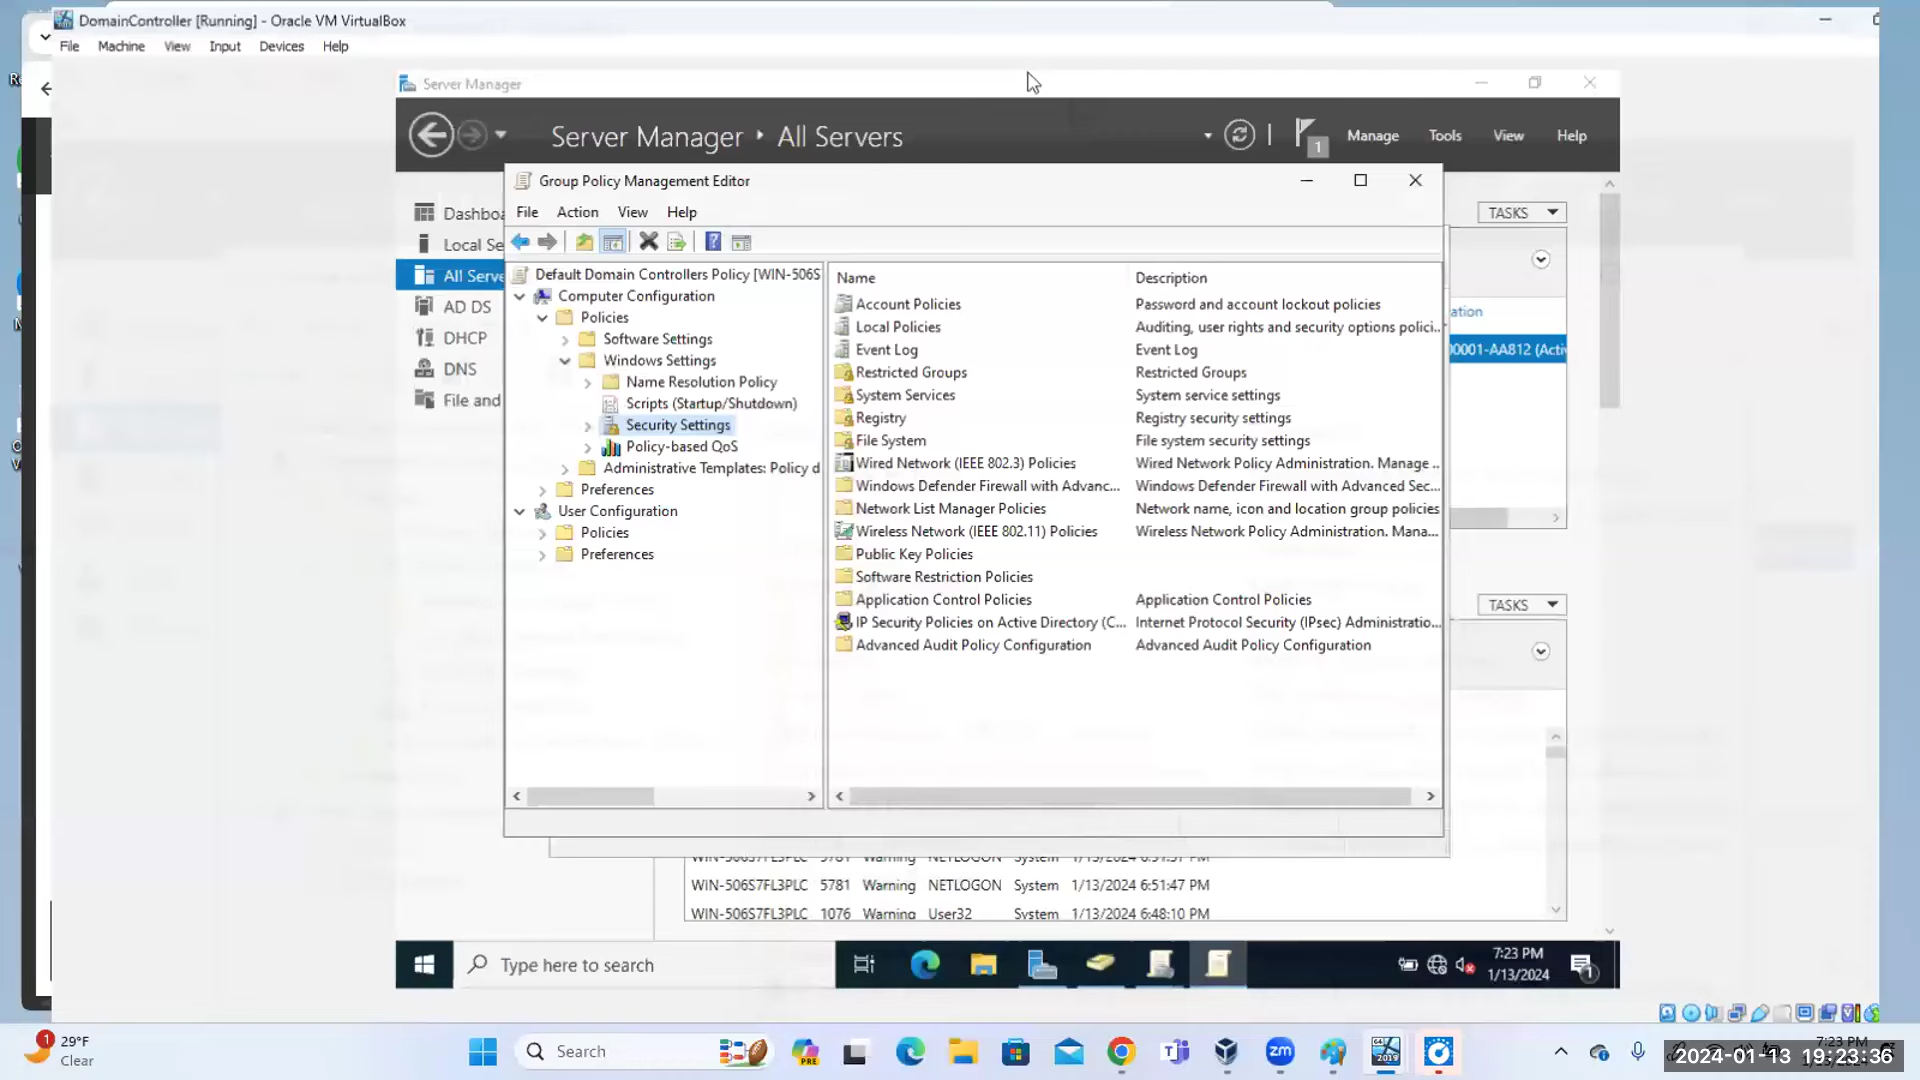 DomainController [Running] - Oracle VM VirtualBox
File Machine View Input Devices Help
Server Manager
Server Manager All Servers
1
Manage Tools View Help
Local Se
All Serve
AD DS
DHCP
DNS
File and
TASKS
ation
TASKS
Group Policy Management Editor
File Action View Help
Default Domain Controllers Policy [WIN-506S
Computer Configuration
Policies
Software Settings
Windows Settings
Name Resolution Policy
Scripts (Startup/Shutdown)
Security Settings
Policy-based QoS
Administrative Templates: Policy d
Preferences
User Configuration
Policies
Preferences
Name Description
Account Policies Password and account lockout policies
Local Policies Auditing, user rights and security options polici...
Event Log Event Log
Restricted Groups Restricted Groups
System Services System service settings
Registry Registry security settings
File System File system security settings
Wired Network (IEEE 802.3) Policies Wired Network Policy Administration. Manage ...
Windows Defender Firewall with Advanc... Windows Defender Firewall with Advanced Sec...
Network List Manager Policies Network name, icon and location group policies
Wireless Network (IEEE 802.11) Policies Wireless Network Policy Administration. Mana...
Public Key Policies
Software Restriction Policies
Application Control Policies Application Control Policies
IP Security Policies on Active Directory (C... Internet Protocol Security (IPsec) Administratio...
Advanced Audit Policy Configuration Advanced Audit Policy Configuration
WIN-506S7FL3PLC 5781 Warning NETLOGON System 1/13/2024 6:51:47 PM
WIN-506S7FL3PLC 1076 Warning User32 System 1/13/2024 6:48:10 PM
Type here to search
7:23 PM
1/13/2024
1
1
29°F
Clear
Search
PRE
zm
2019
7:23 PM
2024-01-13 19:23:36